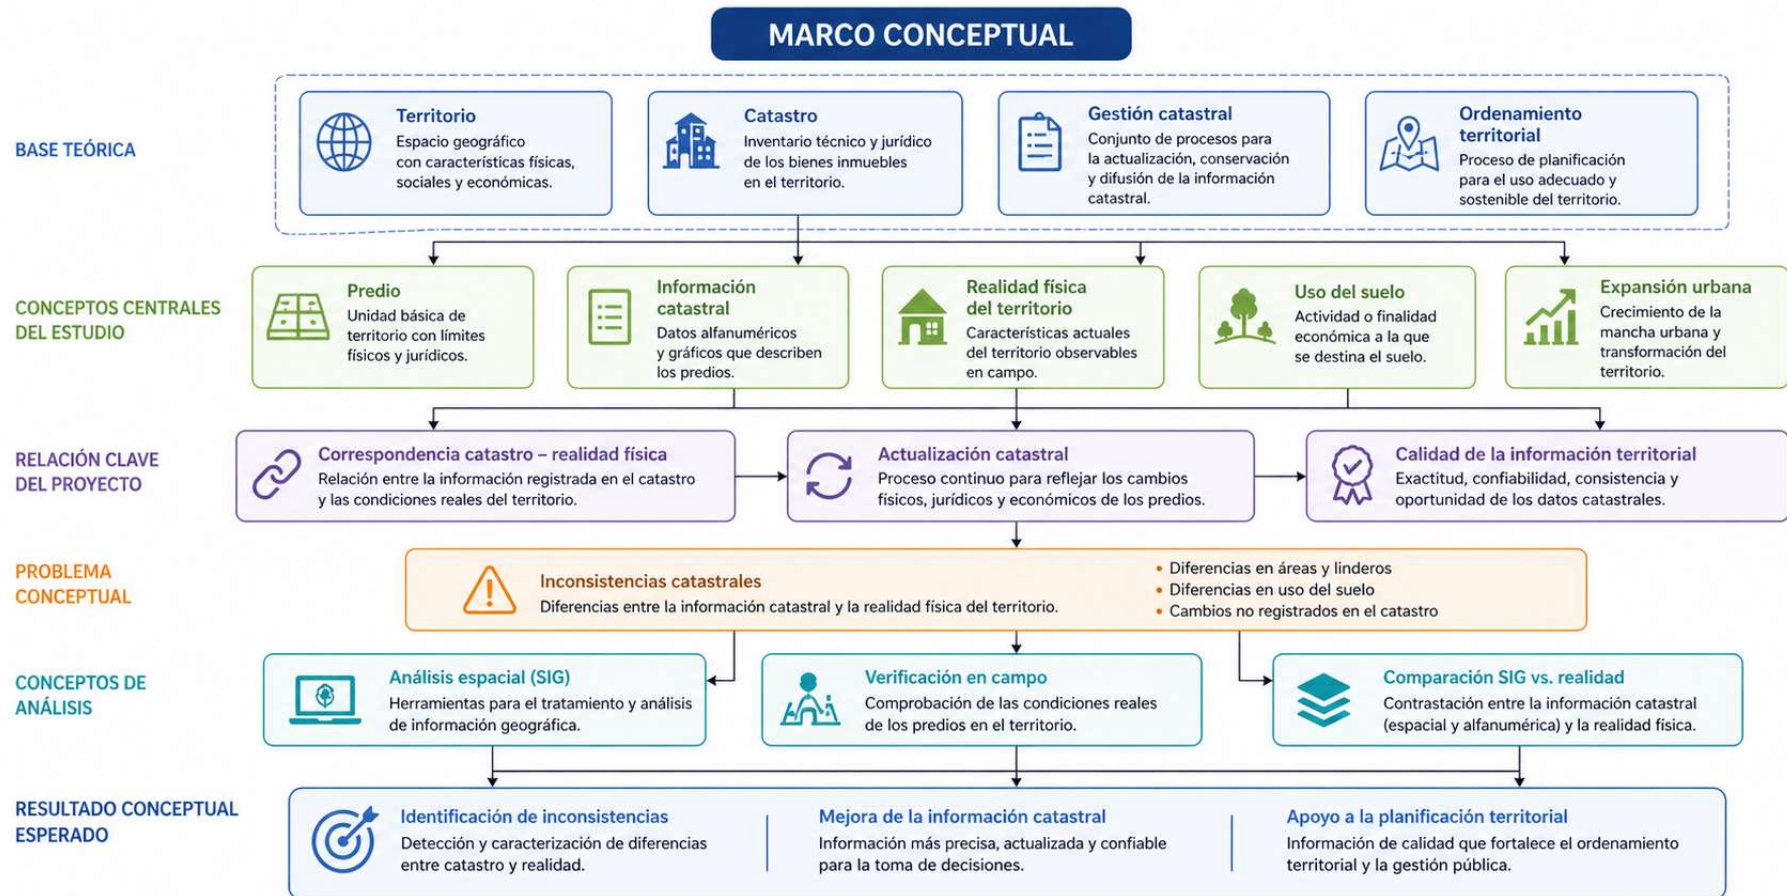 MARCO CONCEPTUAL
BASE TEÓRICA
Territorio
Espacio geográfico
con características físicas,
sociales y económicas.
Catastro
Inventario técnico y jurídico
de los bienes inmuebles
en el territorio.
Gestión catastral
Conjunto de procesos para
la actualización, conservación
y difusión de la información
catastral.
Ordenamiento
territorial
Proceso de planificación
para el uso adecuado y
sostenible del territorio.
CONCEPTOS CENTRALES
DEL ESTUDIO
Predio
Unidad básica de
territorio con límites
físicos y jurídicos.
Información
catastral
Datos alfanuméricos
y gráficos que describen
los predios.
Realidad física
del territorio
Características actuales
del territorio observables
en campo.
Uso del suelo
Actividad o finalidad
económica a la que
se destina el suelo.
Expansión urbana
Crecimiento de la
mancha urbana y
transformación del
territorio.
RELACIÓN CLAVE
DEL PROYECTO
Correspondencia catastro – realidad física
Relación entre la información registrada en el catastro
y las condiciones reales del territorio.
Actualización catastral
Proceso continuo para reflejar los cambios
físicos, jurídicos y económicos de los predios.
Calidad de la información territorial
Exactitud, confiabilidad, consistencia y
oportunidad de los datos catastrales.
PROBLEMA
CONCEPTUAL
Inconsistencias catastrales
Diferencias entre la información catastral y la realidad física del territorio.
• Diferencias en áreas y linderos
• Diferencias en uso del suelo
• Cambios no registrados en el catastro
CONCEPTOS DE
ANÁLISIS
Análisis espacial (SIG)
Herramientas para el tratamiento y análisis
de información geográfica.
Verificación en campo
Comprobación de las condiciones reales
de los predios en el territorio.
Comparación SIG vs. realidad
Contrastación entre la información catastral
(espacial y alfanumérica) y la realidad física.
RESULTADO CONCEPTUAL
ESPERADO
Identificación de inconsistencias
Detección y caracterización de diferencias
entre catastro y realidad.
Mejora de la información catastral
Información más precisa, actualizada y confiable
para la toma de decisiones.
Apoyo a la planificación territorial
Información de calidad que fortalece el ordenamiento
territorial y la gestión pública.